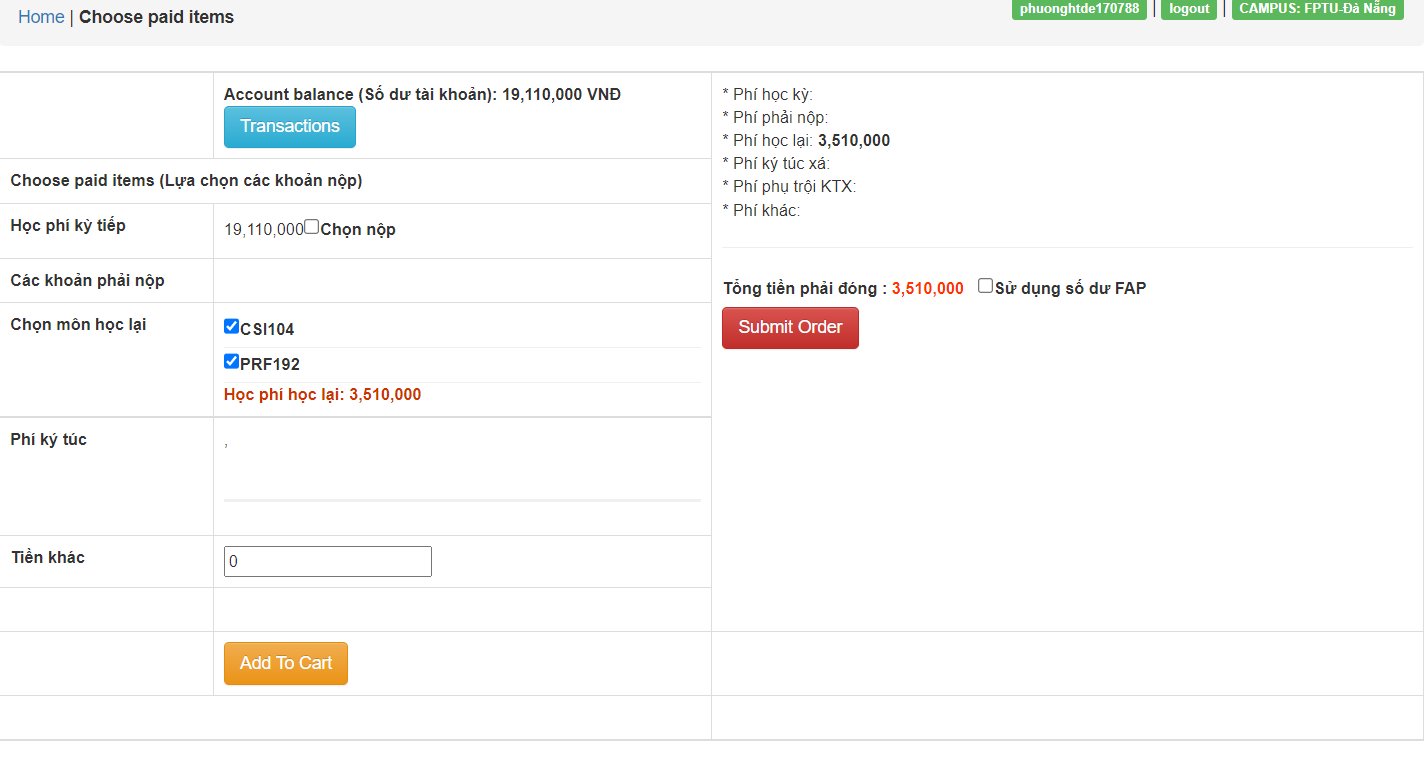 Home | Choose paid items
phuonghtde170788 | logout | CAMPUS: FPTU-Đà Nẵng
Account balance (Số dư tài khoản): 19,110,000 VNĐ
Transactions
Choose paid items (Lựa chọn các khoản nộp)
Học phí kỳ tiếp
19,110,000 Chọn nộp
Các khoản phải nộp
Chọn môn học lại
CSI104
PRF192
Học phí học lại: 3,510,000
Phí ký túc
,
Tiền khác
0
Add To Cart
* Phí học kỳ:
* Phí phải nộp:
* Phí học lại: 3,510,000
* Phí ký túc xá:
* Phí phụ trội KTX:
* Phí khác:
Tổng tiền phải đóng : 3,510,000 Sử dụng số dư FAP
Submit Order